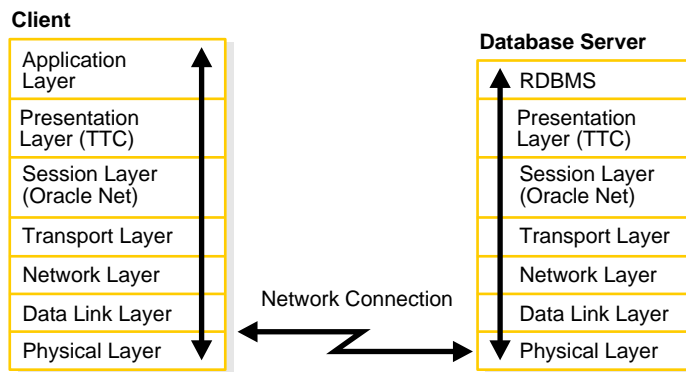 Client
Application
Layer
Presentation
Layer (TTC)
Session Layer
(Oracle Net)
Transport Layer
Network Layer
Data Link Layer
Physical Layer
Network Connection
Database Server
RDBMS
Presentation
Layer (TTC)
Session Layer
(Oracle Net)
Transport Layer
Network Layer
Data Link Layer
Physical Layer